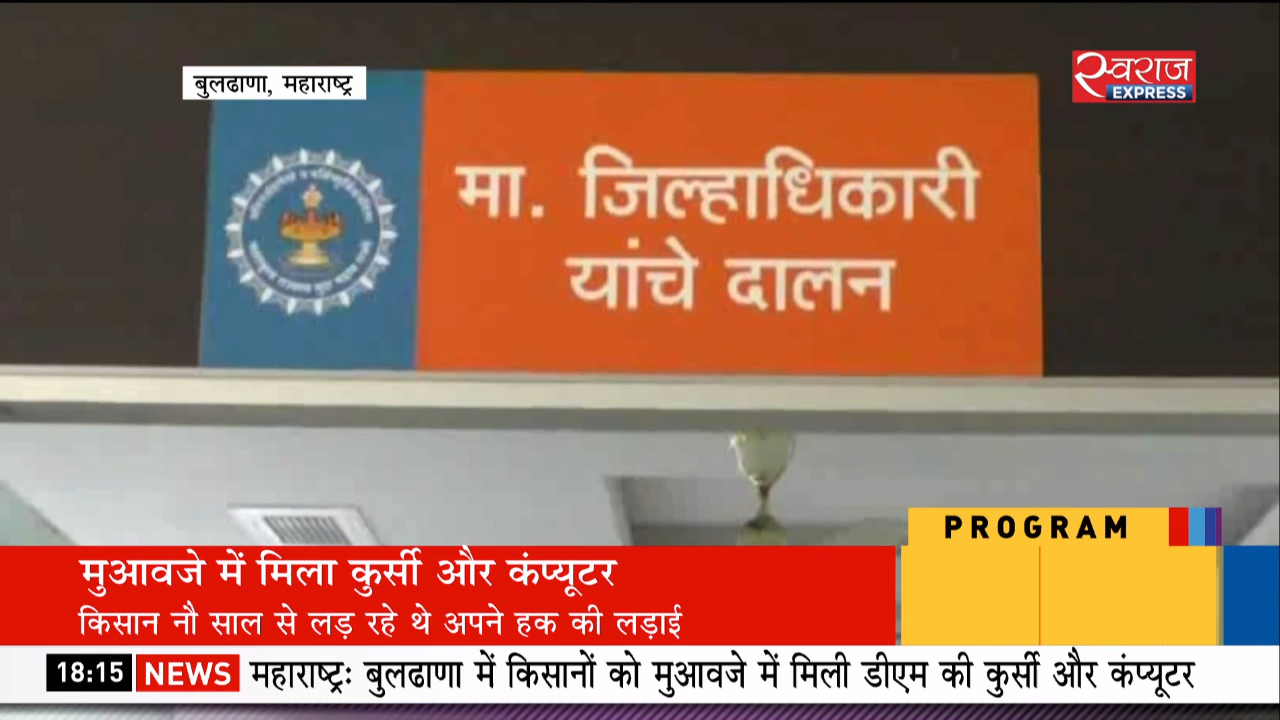 बुलढाणा, महाराष्ट्र
स्वराज
EXPRESS
मा. जिल्हाधिकारी
यांचे दालन
PROGRAM
मुआवजे में मिला कुर्सी और कंप्यूटर
किसान नौ साल से लड़ रहे थे अपने हक की लड़ाई
18:15 NEWS महाराष्ट्रः बुलढाणा में किसानों को मुआवजे में मिली डीएम की कुर्सी और कंप्यूटर